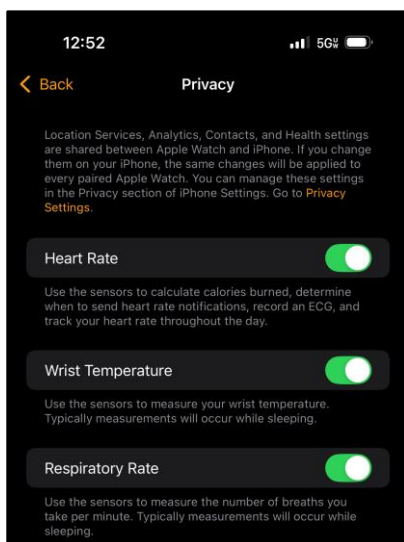 12:52 5G UW
Back Privacy
Location Services, Analytics, Contacts, and Health settings
are shared between Apple Watch and iPhone. If you change
them on your iPhone, the same changes will be applied to
every paired Apple Watch. You can manage these settings
in the Privacy section of iPhone Settings. Go to Privacy
Settings.
Heart Rate
Use the sensors to calculate calories burned, determine
when to send heart rate notifications, record an ECG, and
track your heart rate throughout the day.
Wrist Temperature
Use the sensors to measure your wrist temperature.
Typically measurements will occur while sleeping.
Respiratory Rate
Use the sensors to measure the number of breaths you
take per minute. Typically measurements will occur while
sleeping.